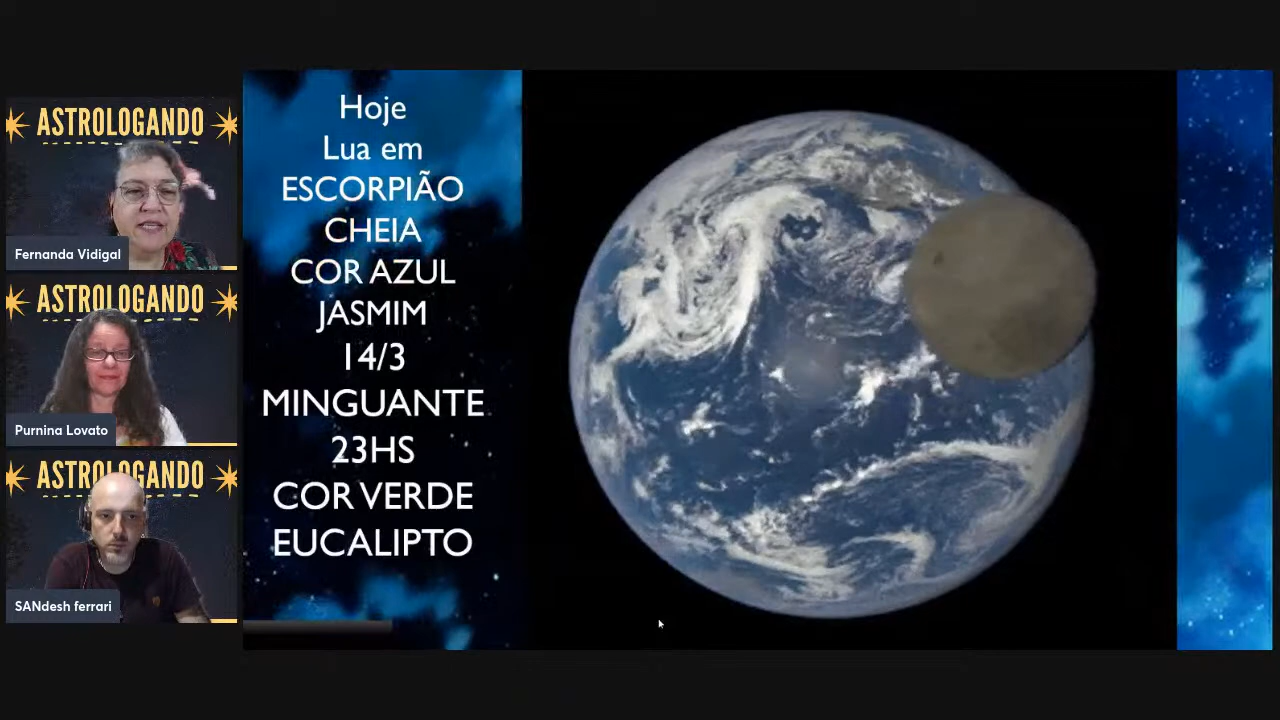 ASTROLOGANDO
Fernanda Vidigal
ASTROLOGANDO
Purnina Lovato
ASTROLOGANDO
SANdesh ferrari
Hoje
Lua em
ESCORPIÃO
CHEIA
COR AZUL
JASMIM
14/3
MINGUANTE
23HS
COR VERDE
EUCALIPTO